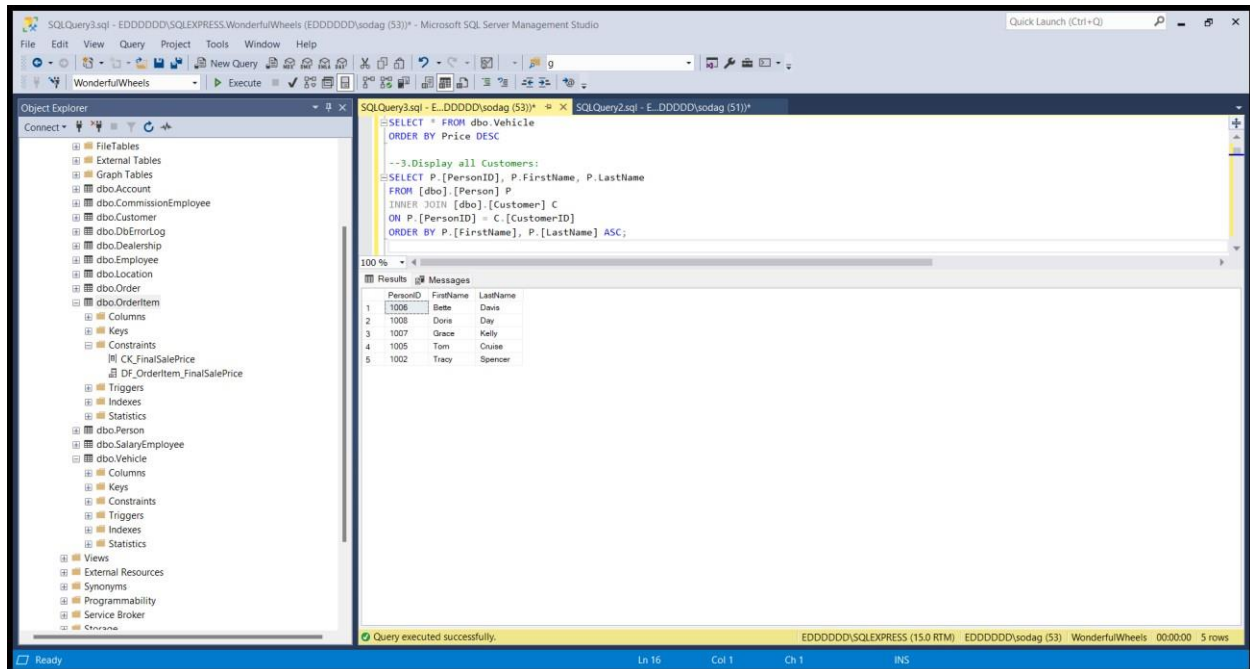 SQLQuery3.sql - EDDDDDD\SQLEXPRESS.WonderfulWheels (EDDDDDD\sodag (53))* - Microsoft SQL Server Management Studio
Quick Launch (Ctrl+Q)
File Edit View Query Project Tools Window Help
New Query
g
WonderfulWheels
Execute
Object Explorer
Connect
FileTables
External Tables
Graph Tables
dbo.Account
dbo.CommissionEmployee
dbo.Customer
dbo.DbErrorLog
dbo.Dealership
dbo.Employee
dbo.Location
dbo.Order
dbo.OrderItem
Columns
Keys
Constraints
CK_FinalSalePrice
DF_OrderItem_FinalSalePrice
Triggers
Indexes
Statistics
dbo.Person
dbo.SalaryEmployee
dbo.Vehicle
Columns
Keys
Constraints
Triggers
Indexes
Statistics
Views
External Resources
Synonyms
Programmability
Service Broker
Storage
SQLQuery3.sql - E...DDDDD\sodag (53))* SQLQuery2.sql - E...DDDDD\sodag (51))*
SELECT * FROM dbo.Vehicle
ORDER BY Price DESC
--3.Display all Customers:
SELECT P.[PersonID], P.FirstName, P.LastName
FROM [dbo].[Person] P
INNER JOIN [dbo].[Customer] C
ON P.[PersonID] = C.[CustomerID]
ORDER BY P.[FirstName], P.[LastName] ASC;
100 %
Results Messages
PersonID FirstName LastName
1 1006 Bette Davis
2 1008 Doris Day
3 1007 Grace Kelly
4 1005 Tom Cruise
5 1002 Tracy Spencer
Query executed successfully.
EDDDDDD\SQLEXPRESS (15.0 RTM) EDDDDDD\sodag (53) WonderfulWheels 00:00:00 5 rows
Ready Ln 16 Col 1 Ch 1 INS